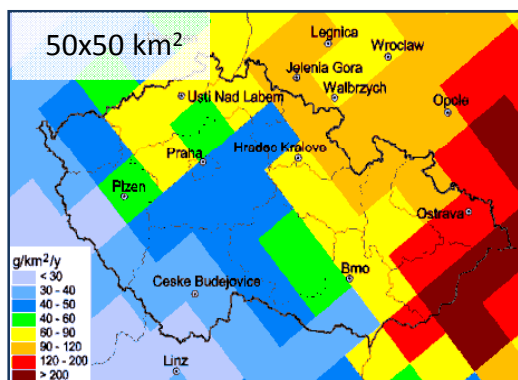 50x50 km²
Legnica
Wroclaw
Jelenia Gora
Walbrzych
Usti Nad Labem
Opole
Praha
Hradec Kralove
Plzen
Ostrava
Brno
Ceske Budejovice
Linz
g/km²/y
< 30
30 - 40
40 - 50
40 - 60
60 - 90
90 - 120
120 - 200
> 200